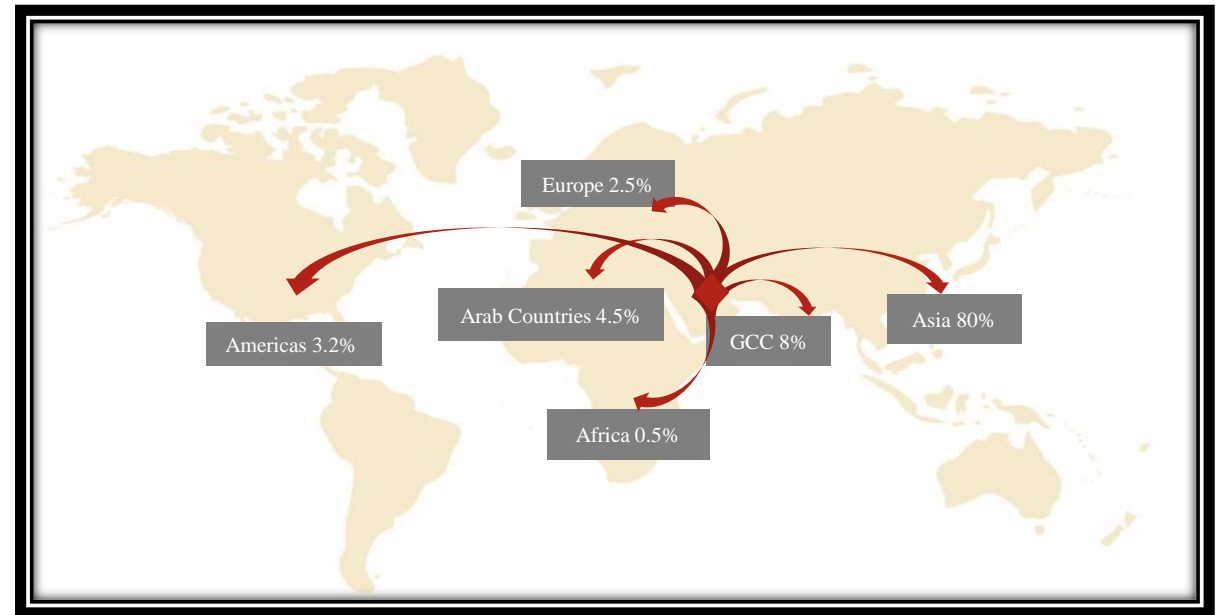 Europe 2.5%
Arab Countries 4.5%
Asia 80%
Americas 3.2%
GCC 8%
Africa 0.5%